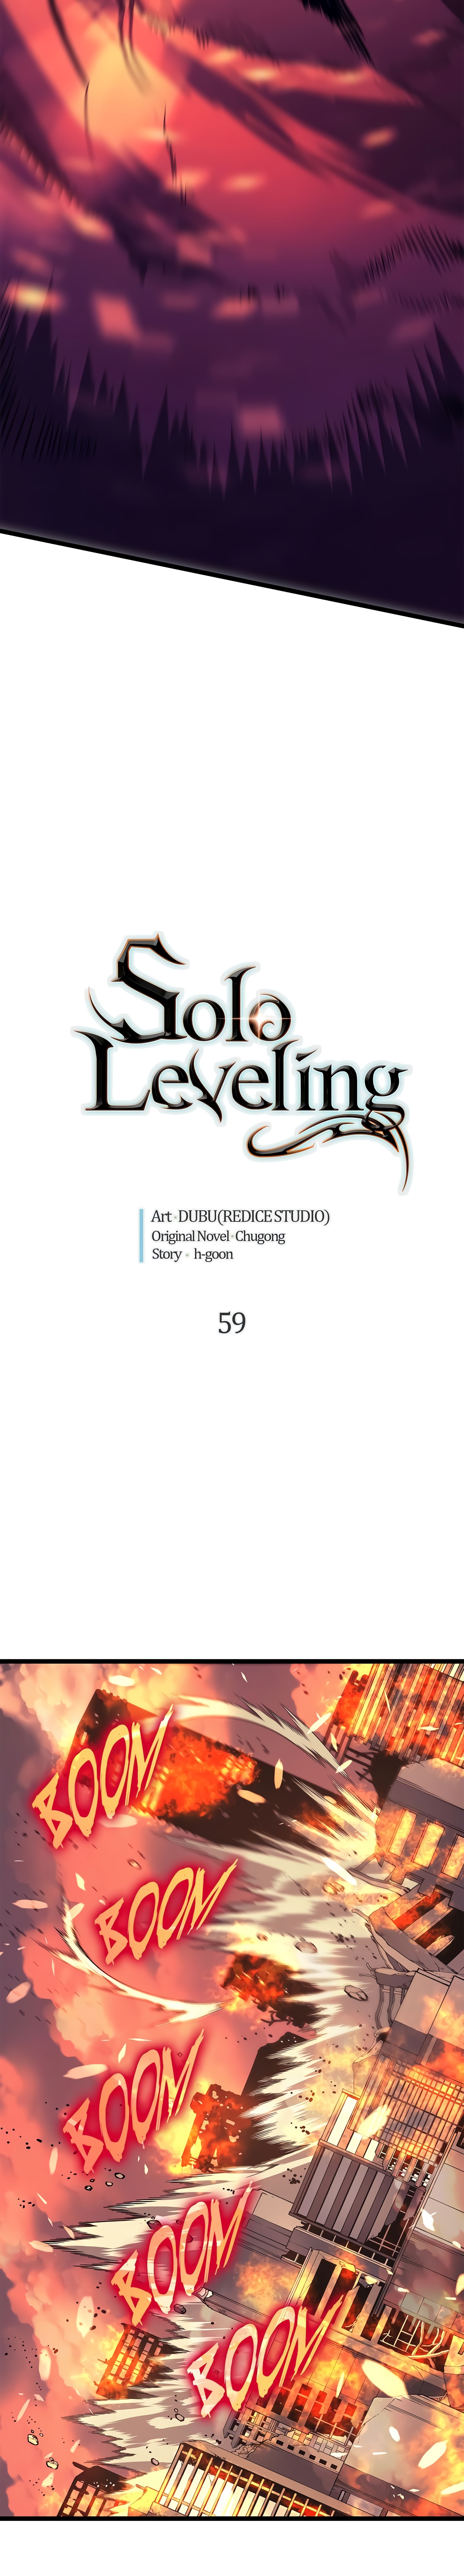 Solo
Leveling
Art • DUBU(REDICE STUDIO)
Original Novel • Chugong
Story • h-goon
59
BOOM
BOOM
BOOM
BOOM
BOOM